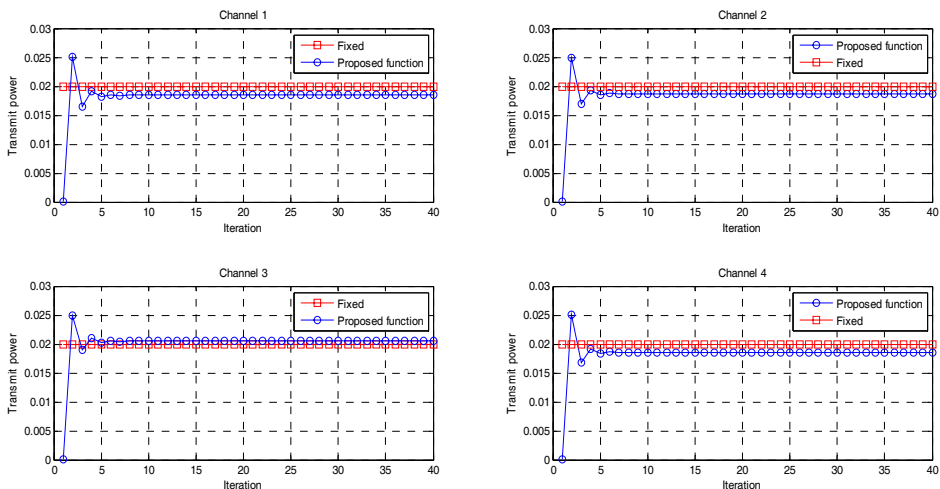 Channel 1
0.03
0.025
0.02
0.015
0.01
0.005
0
Transmit power
Fixed
Proposed function
0 5 10 15 20 25 30 35 40
Iteration
Channel 2
0.03
0.025
0.02
0.015
0.01
0.005
0
Transmit power
Proposed function
Fixed
0 5 10 15 20 25 30 35 40
Iteration
Channel 3
0.03
0.025
0.02
0.015
0.01
0.005
0
Transmit power
Fixed
Proposed function
0 5 10 15 20 25 30 35 40
Iteration
Channel 4
0.03
0.025
0.02
0.015
0.01
0.005
0
Transmit power
Proposed function
Fixed
0 5 10 15 20 25 30 35 40
Iteration